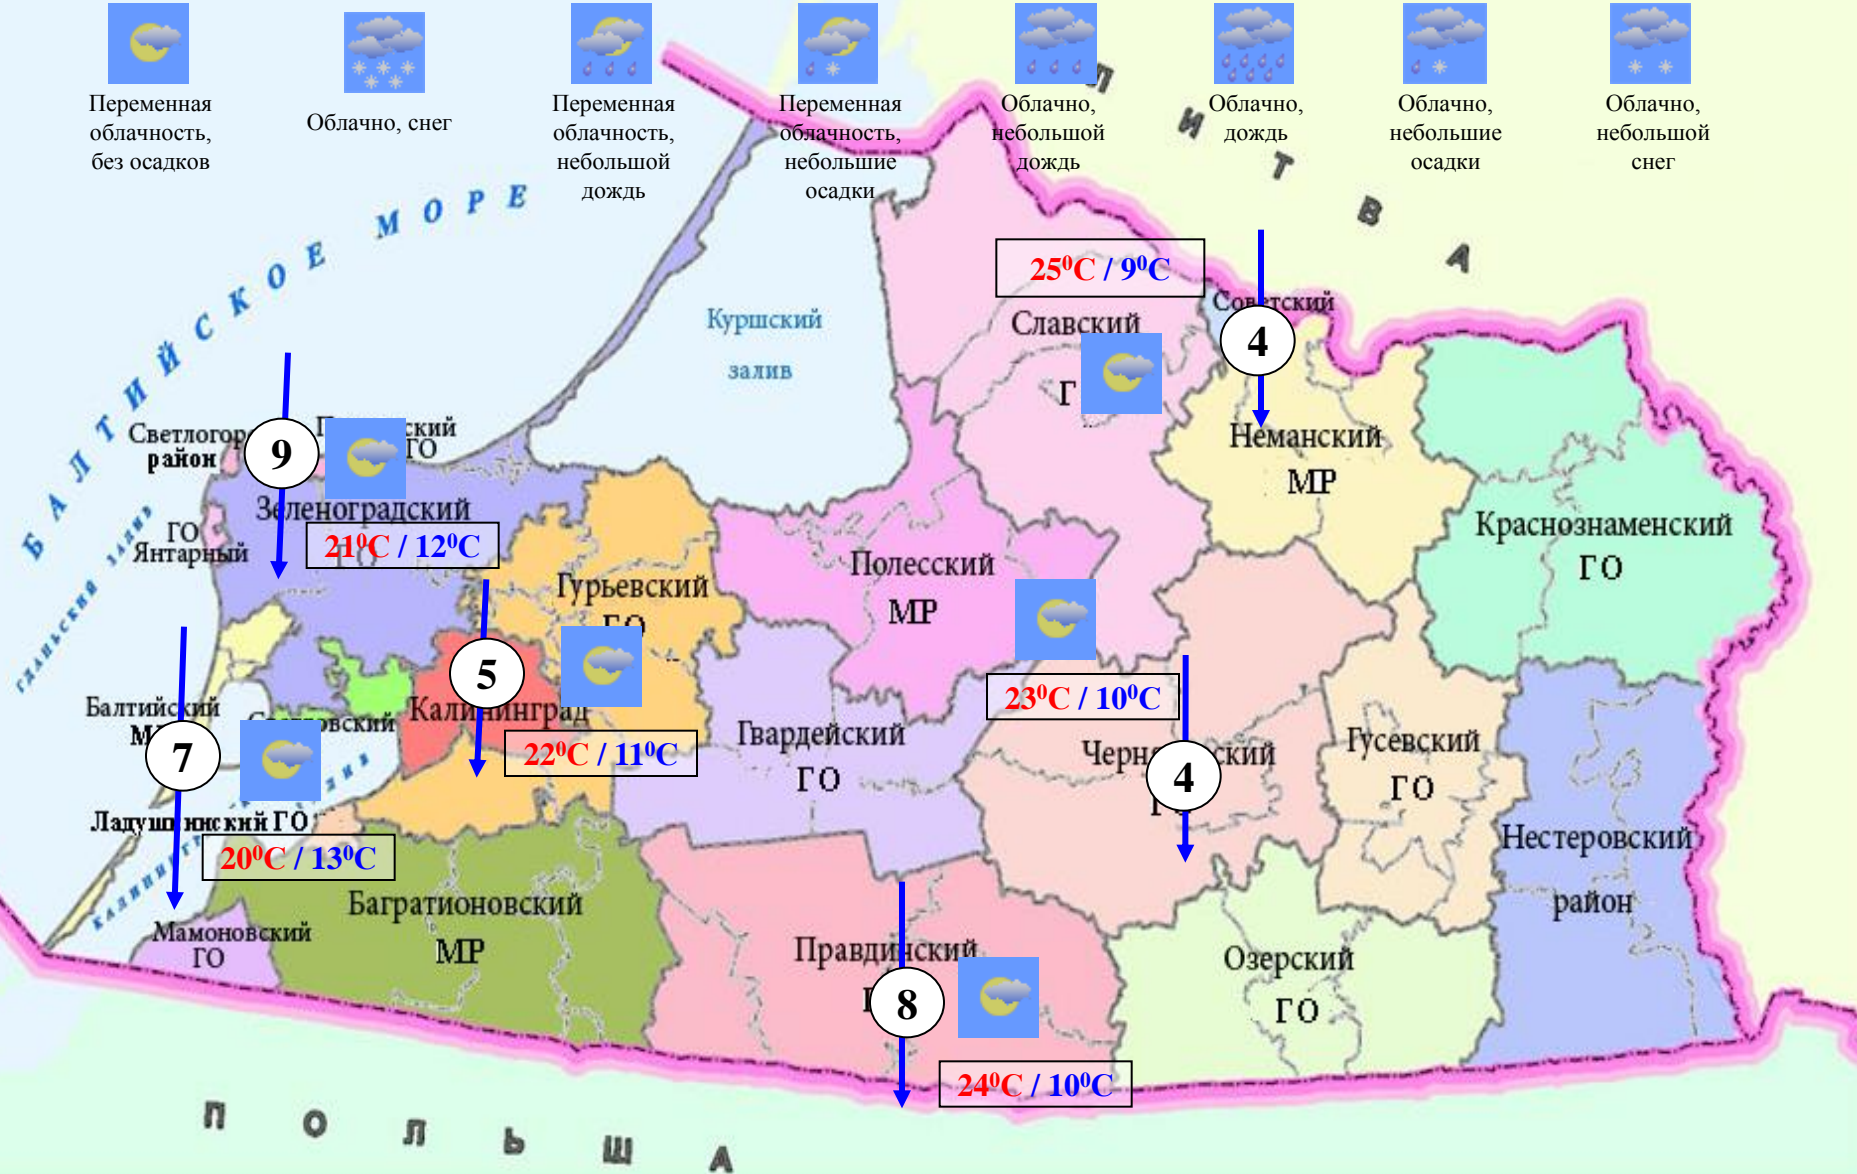 Переменная
облачность,
без осадков
Облачно, снег
Переменная
облачность,
небольшой
дождь
Переменная
облачность,
небольшие
осадки
Облачно,
небольшой
дождь
Облачно,
дождь
Облачно,
небольшие
осадки
Облачно,
небольшой
снег
ЛИТВА
БАЛТИЙСКОЕ МОРЕ
Куршский
залив
25⁰C / 9⁰C
Советский
Славский
Г
4
Неманский
МР
Краснознаменский
ГО
район
9
ГО
Зеленоградский
21⁰C / 12⁰C
ГО
Янтарный
ГДАНЬСКИЙ ЗАЛИВ
Гурьевский
ГО
Полесский
МР
5
Калининград
22⁰C / 11⁰C
23⁰C / 10⁰C
Балтийский
7
Гвардейский
ГО
4
Гусевский
ГО
Ладушкинский ГО
20⁰C / 13⁰C
Нестеровский
район
Мамоновский
ГО
Багратионовский
МР
Правдинский
8
24⁰C / 10⁰C
Озерский
ГО
ПОЛЬША